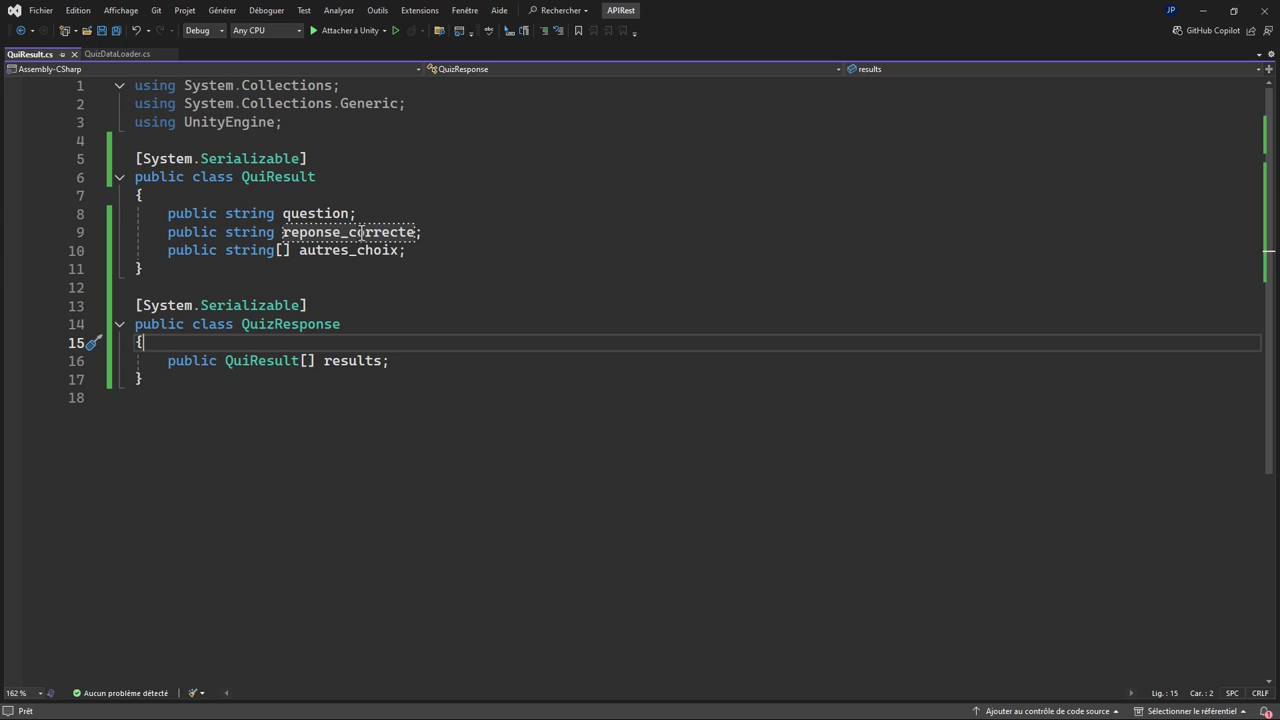 Fichier Edition Affichage Git Projet Générer Déboguer Test Analyser Outils Extensions Fenêtre Aide Rechercher APIRest JP
Debug Any CPU Attacher à Unity GitHub Copilot
QuiResult.cs QuizDataLoader.cs
Assembly-CSharp QuizResponse results
1 using System.Collections;
2 using System.Collections.Generic;
3 using UnityEngine;
4
5 [System.Serializable]
6 public class QuiResult
7 {
8 public string question;
9 public string reponse_correcte;
10 public string[] autres_choix;
11 }
12
13 [System.Serializable]
14 public class QuizResponse
15 {
16 public QuiResult[] results;
17 }
18
162 % Aucun problème détecté Lig. : 15 Car. : 2 SPC CRLF
Prêt Ajouter au contrôle de code source Sélectionner le référentiel